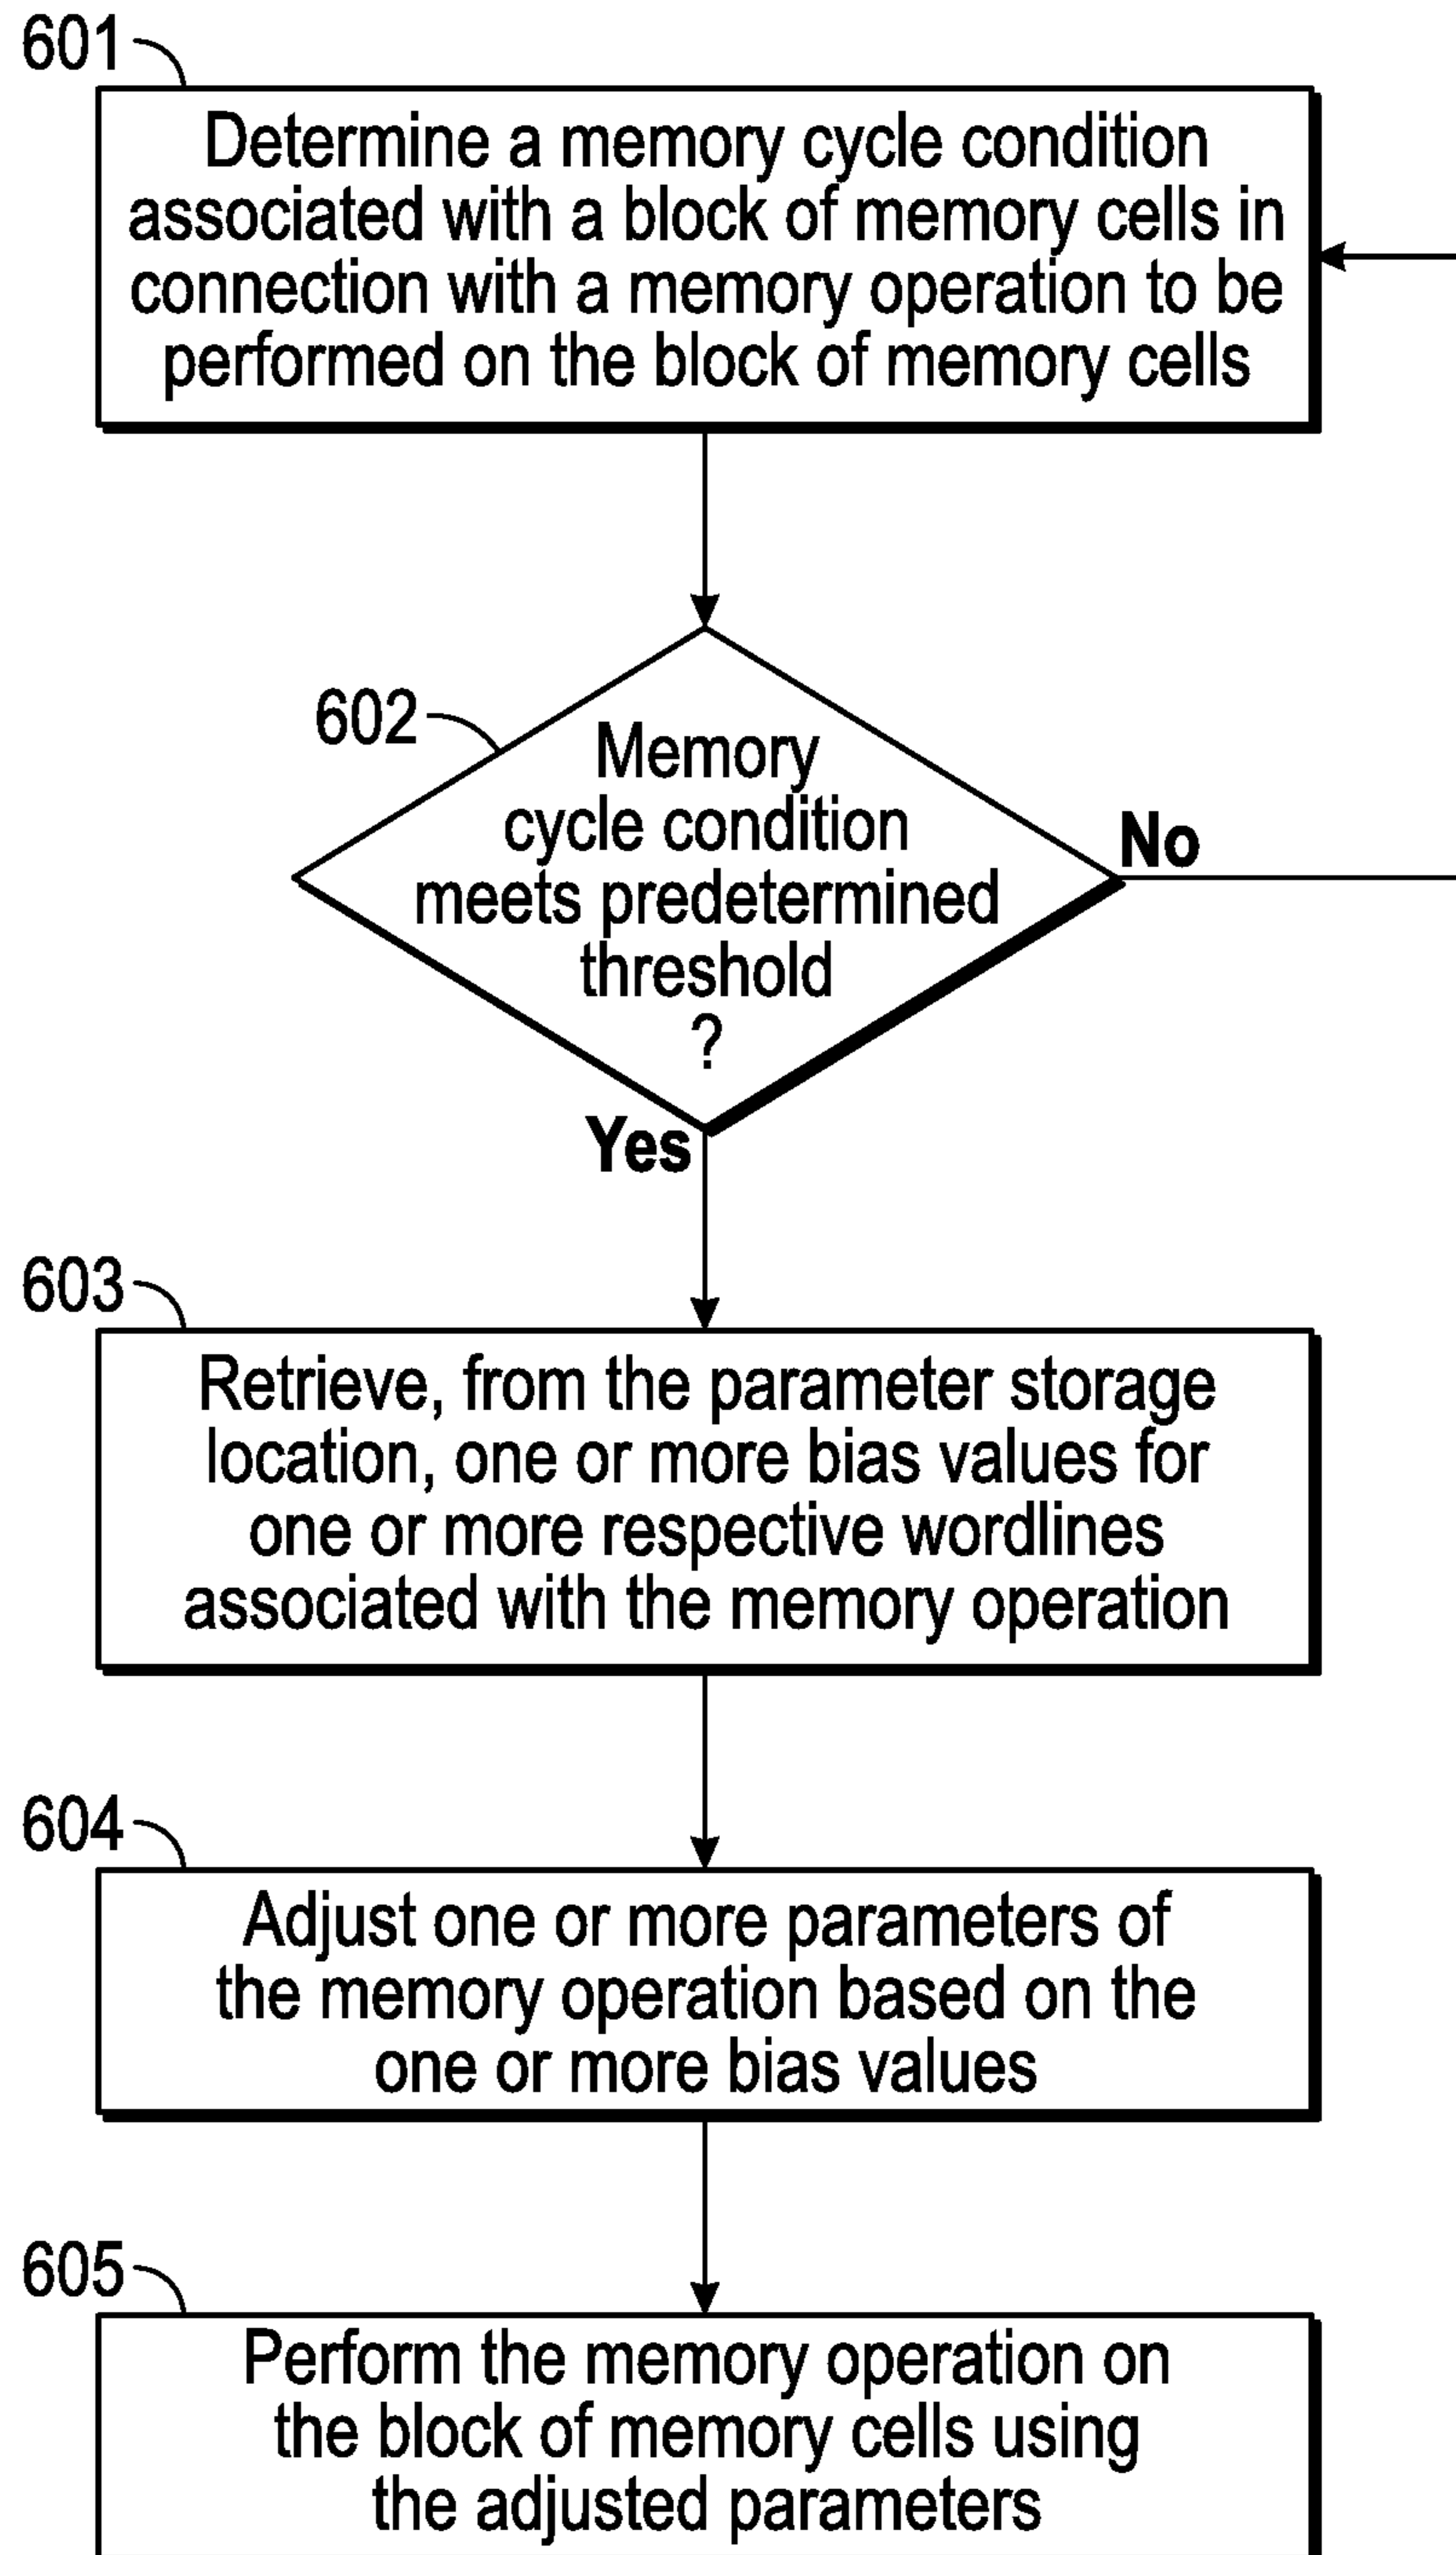 601
Determine a memory cycle condition
associated with a block of memory cells in
connection with a memory operation to be
performed on the block of memory cells
602
Memory
cycle condition
meets predetermined
threshold
?
No
Yes
603
Retrieve, from the parameter storage
location, one or more bias values for
one or more respective wordlines
associated with the memory operation
604
Adjust one or more parameters of
the memory operation based on the
one or more bias values
605
Perform the memory operation on
the block of memory cells using
the adjusted parameters